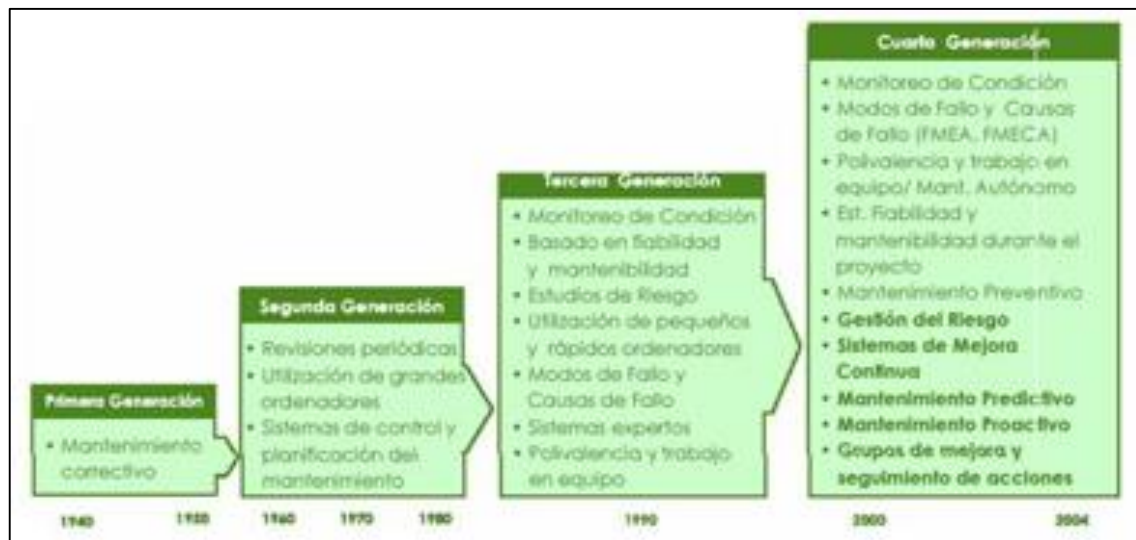 Primera Generación
• Mantenimiento
correctivo
1940
1950
Segunda Generación
• Revisiones periódicas
• Utilización de grandes
ordenadores
• Sistemas de control y
planificación del
mantenimiento
1960
1970
1980
Tercera Generación
• Monitoreo de Condición
• Basado en fiabilidad
y mantenibilidad
• Estudios de Riesgo
• Utilización de pequeños
y rápidos ordenadores
• Modos de Fallo y
Causas de Fallo
• Sistemas expertos
• Polivalencia y trabajo
en equipo
1990
Cuarta Generación
• Monitoreo de Condición
• Modos de Fallo y Causas
de Fallo (FMEA, FMECA)
• Polivalencia y trabajo en
equipo/ Mant. Autónomo
• Est. Fiabilidad y
mantenibilidad durante el
proyecto
• Mantenimiento Preventivo
• Gestión del Riesgo
• Sistemas de Mejora
Continua
• Mantenimiento Predictivo
• Mantenimiento Proactivo
• Grupos de mejora y
seguimiento de acciones
2000
2004